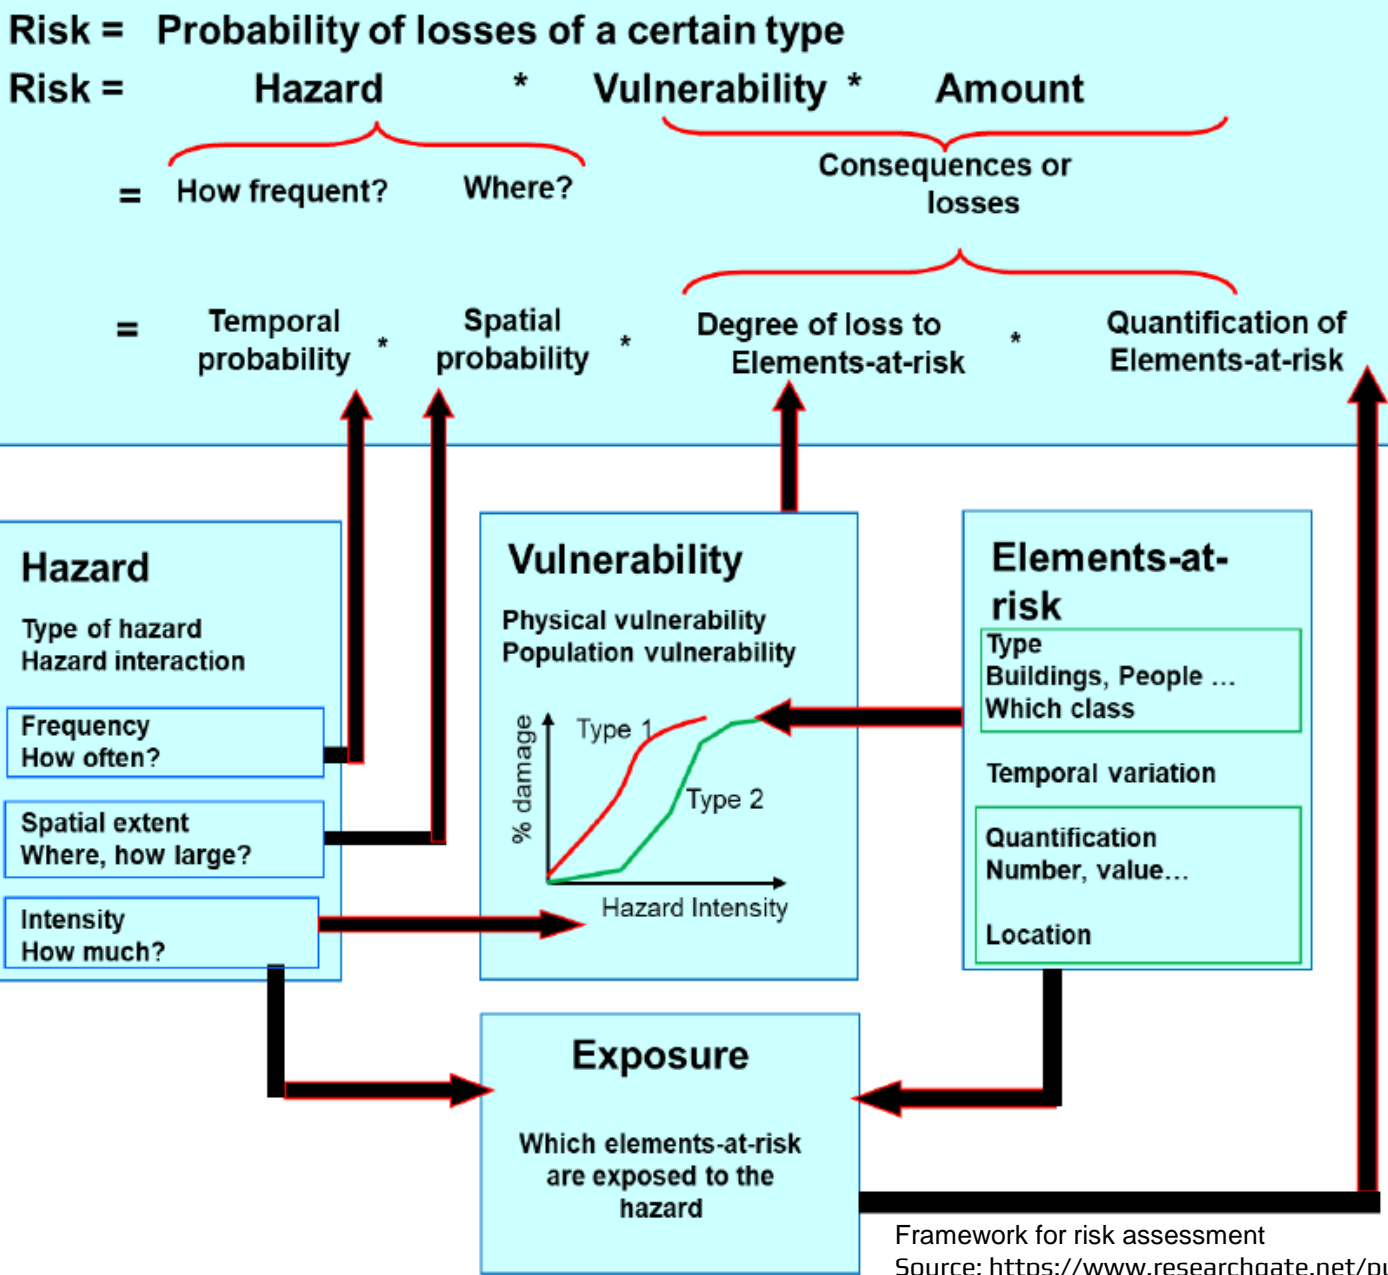 Risk = Probability of losses of a certain type
Risk = Hazard * Vulnerability * Amount
= How frequent? Where? Consequences or
losses
= Temporal
probability * Spatial
probability * Degree of loss to
Elements-at-risk * Quantification of
Elements-at-risk
Hazard
Type of hazard
Hazard interaction
Frequency
How often?
Spatial extent
Where, how large?
Intensity
How much?
Vulnerability
Physical vulnerability
Population vulnerability
% damage
Type 1
Type 2
Hazard Intensity
Elements-at-
risk
Type
Buildings, People ...
Which class
Temporal variation
Quantification
Number, value...
Location
Exposure
Which elements-at-risk
are exposed to the
hazard
Framework for risk assessment
Source: https://www.researchgate.net/pu